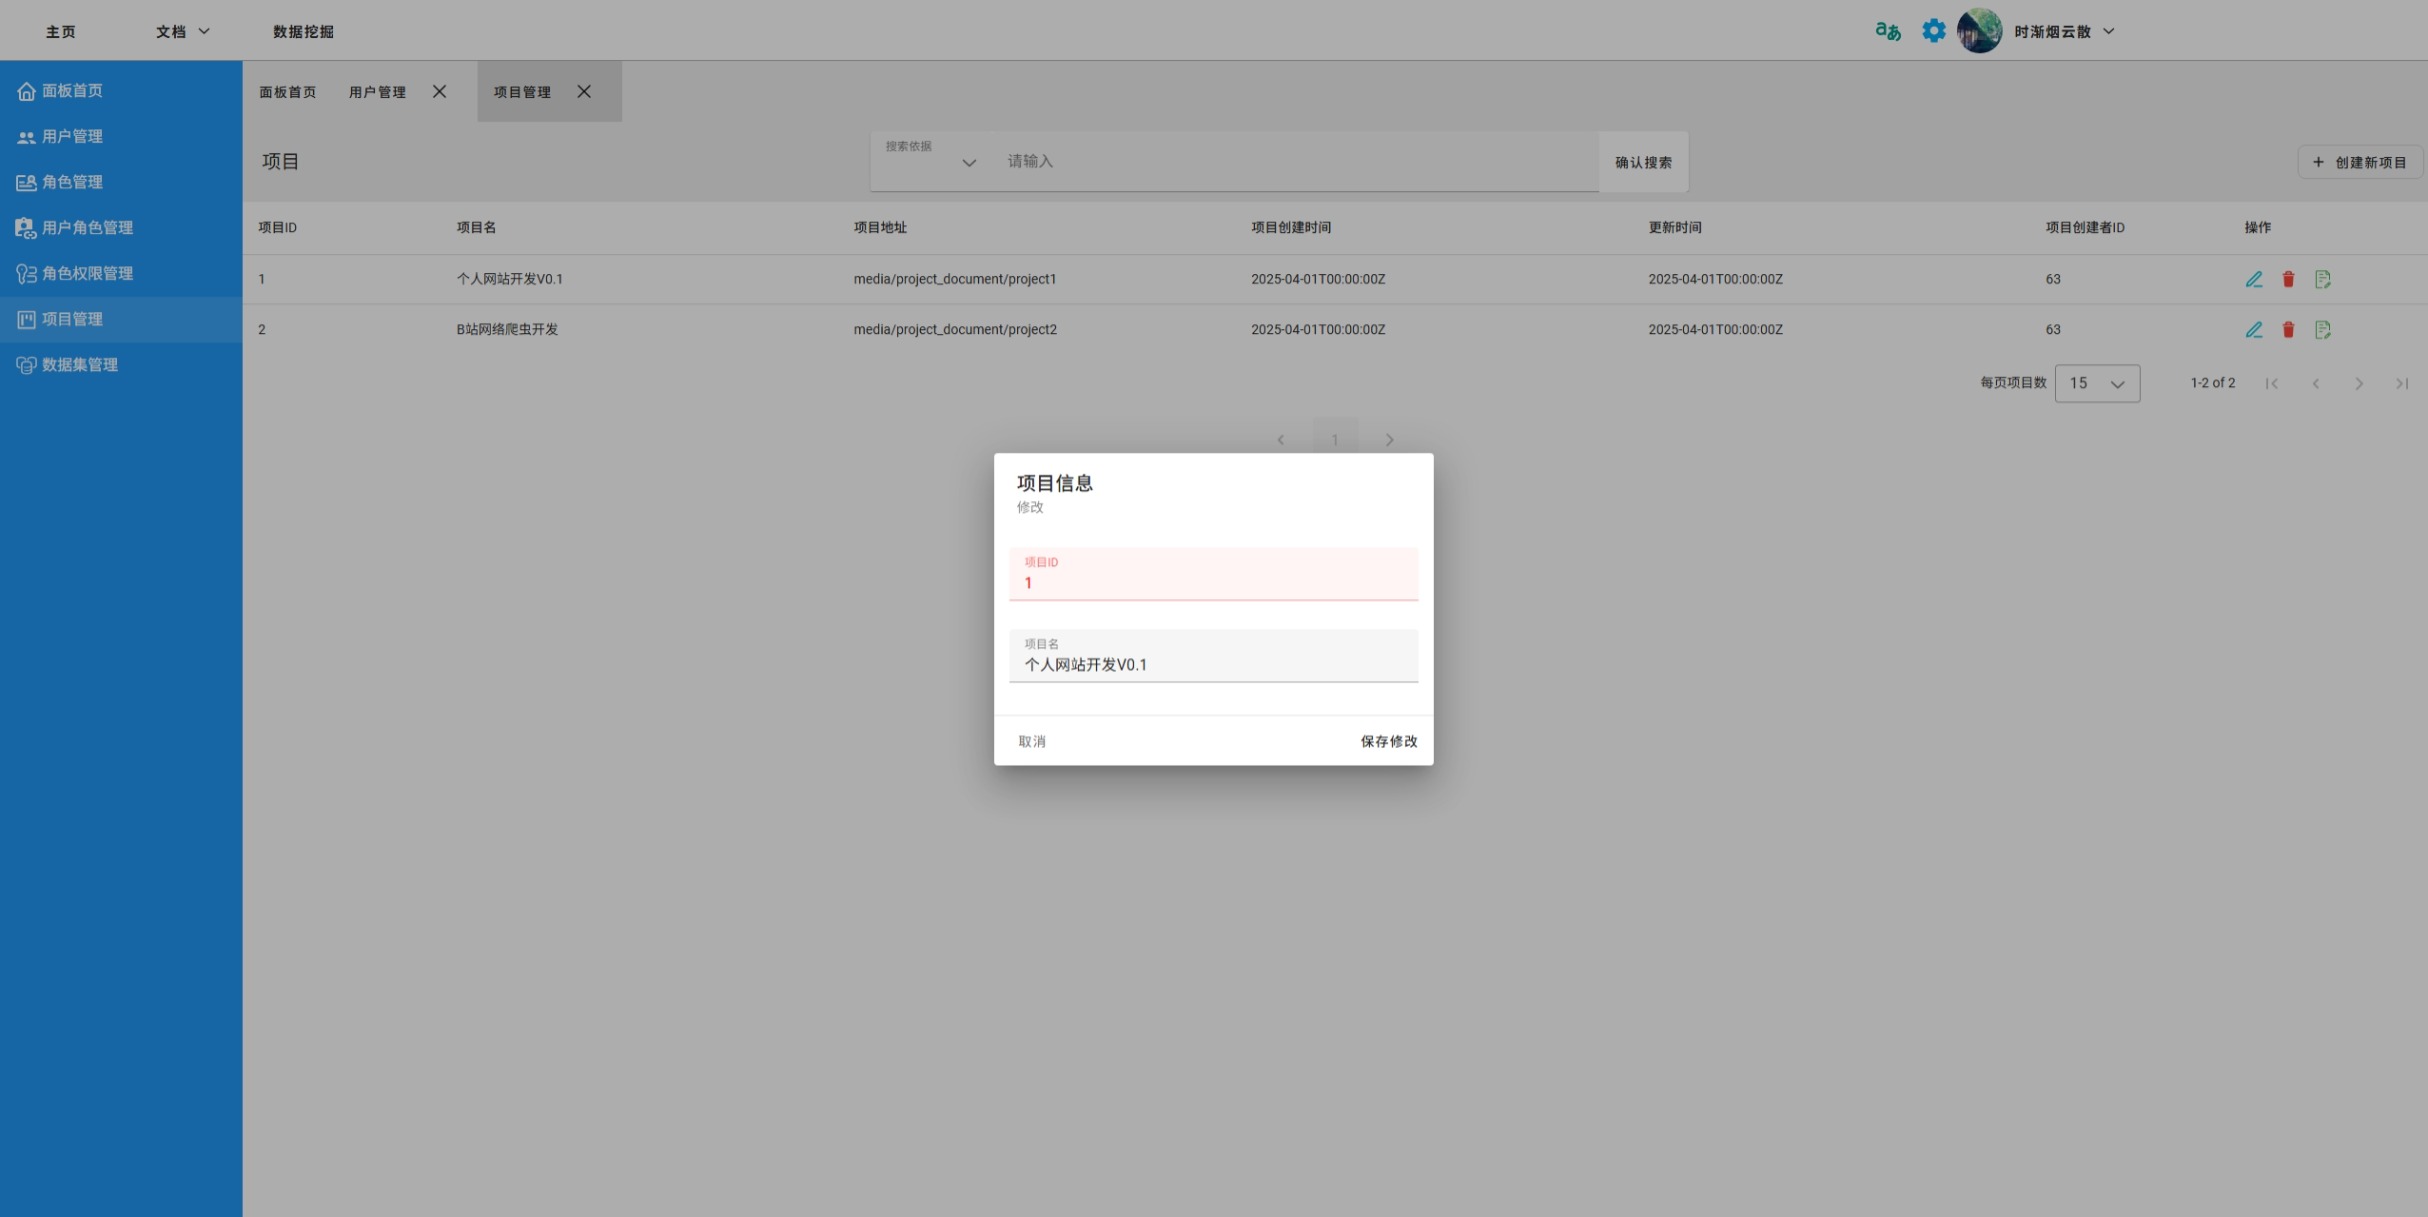 主页
文档
数据挖掘
aあ
时渐烟云散
面板首页
用户管理
角色管理
用户角色管理
角色权限管理
项目管理
数据集管理
面板首页
用户管理
项目管理
项目
搜索依据
请输入
确认搜索
+ 创建新项目
项目ID 项目名 项目地址 项目创建时间 更新时间 项目创建者ID 操作
1 个人网站开发V0.1 media/project_document/project1 2025-04-01T00:00:00Z 2025-04-01T00:00:00Z 63
2 B站网络爬虫开发 media/project_document/project2 2025-04-01T00:00:00Z 2025-04-01T00:00:00Z 63
每页项目数 15 1-2 of 2
1
项目信息
修改
项目ID
1
项目名
个人网站开发V0.1
取消
保存修改